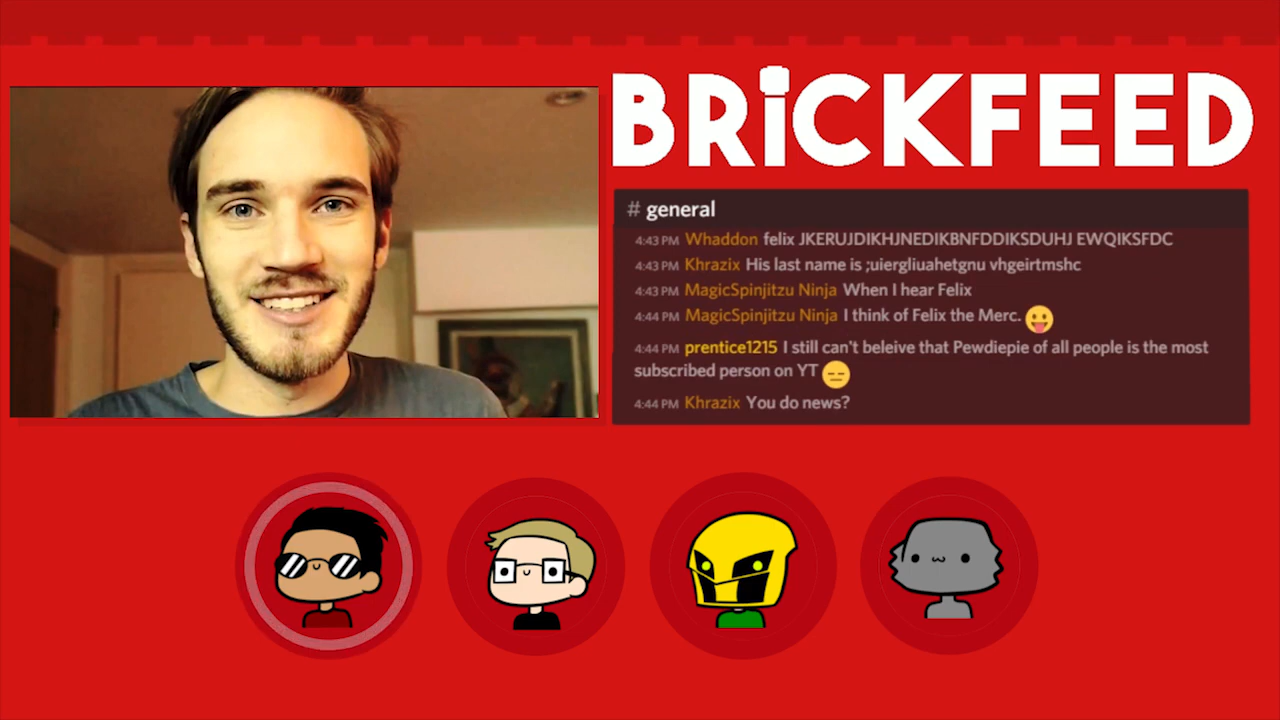 BRiCKFEED
# general
4:43 PM Whaddon felix JKERUJDIKHJNEDIKBNFDDIKSDUHJ EWQIKSFDC
4:43 PM Khrazix His last name is ;uiergliuahetgnu vhgeirtmshc
4:43 PM MagicSpinjitzu Ninja When I hear Felix
4:44 PM MagicSpinjitzu Ninja I think of Felix the Merc. 😛
4:44 PM prentice1215 I still can't beleive that Pewdiepie of all people is the most
subscribed person on YT 😑
4:44 PM Khrazix You do news?